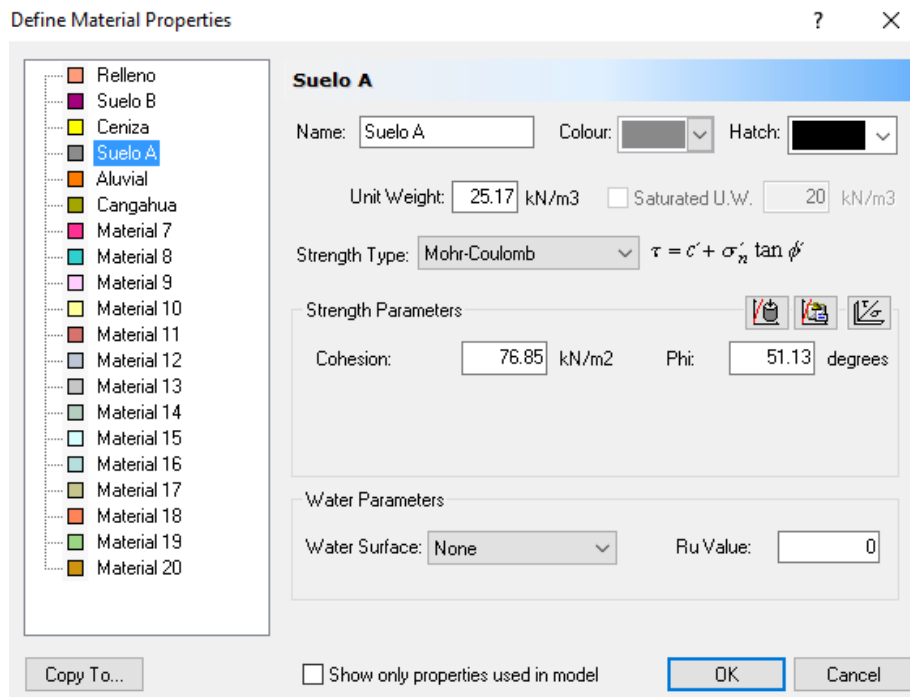 Define Material Properties ? ×
Relleno
Suelo B
Ceniza
Suelo A
Aluvial
Cangahua
Material 7
Material 8
Material 9
Material 10
Material 11
Material 12
Material 13
Material 14
Material 15
Material 16
Material 17
Material 18
Material 19
Material 20
Suelo A
Name: Suelo A Colour: Hatch:
Unit Weight: 25.17 kN/m3 Saturated U.W. 20 kN/m3
Strength Type: Mohr-Coulomb τ = c′ + σ′n tan ϕ′
Strength Parameters
Cohesion: 76.85 kN/m2 Phi: 51.13 degrees
Water Parameters
Water Surface: None Ru Value: 0
Copy To... Show only properties used in model OK Cancel